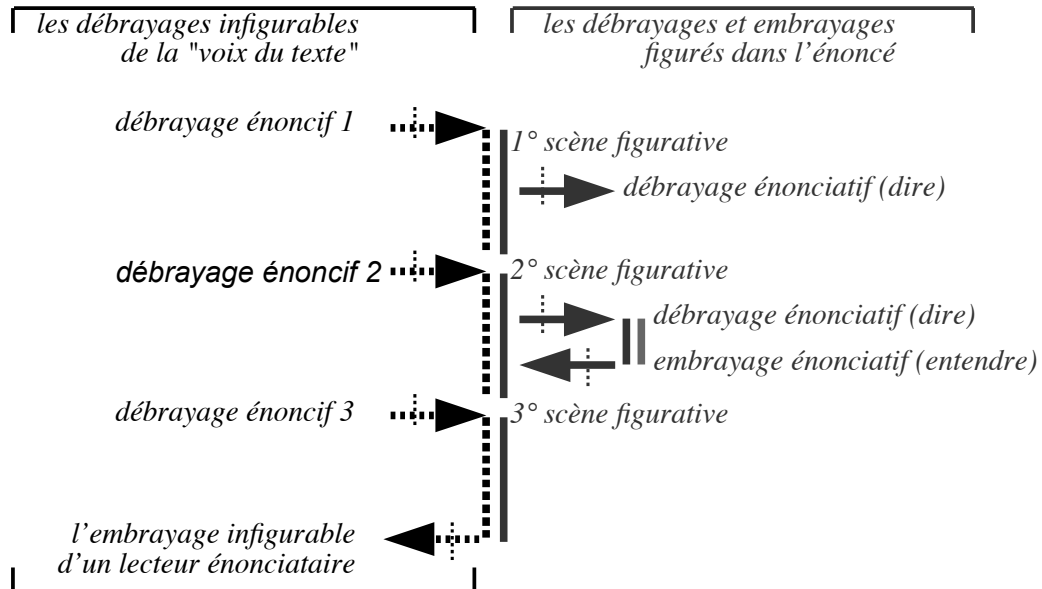 les débrayages infigurables
de la "voix du texte"
les débrayages et embrayages
figurés dans l’énoncé
débrayage énoncif 1
1° scène figurative
débrayage énonciatif (dire)
débrayage énoncif 2
2° scène figurative
débrayage énonciatif (dire)
embrayage énonciatif (entendre)
débrayage énoncif 3
3° scène figurative
l’embrayage infigurable
d’un lecteur énonciataire